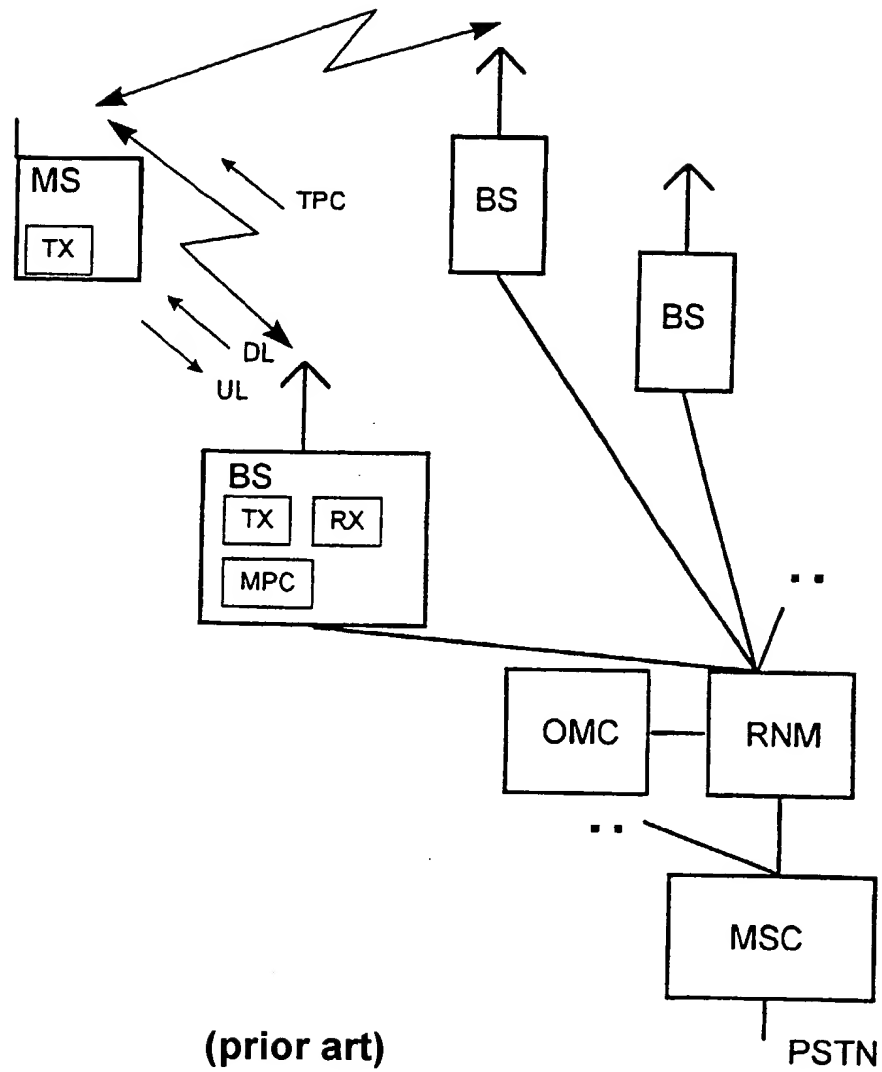 MS
TX
TPC
BS
BS
DL
UL
BS
TX
RX
MPC
..
OMC
RNM
..
MSC
(prior art)
PSTN